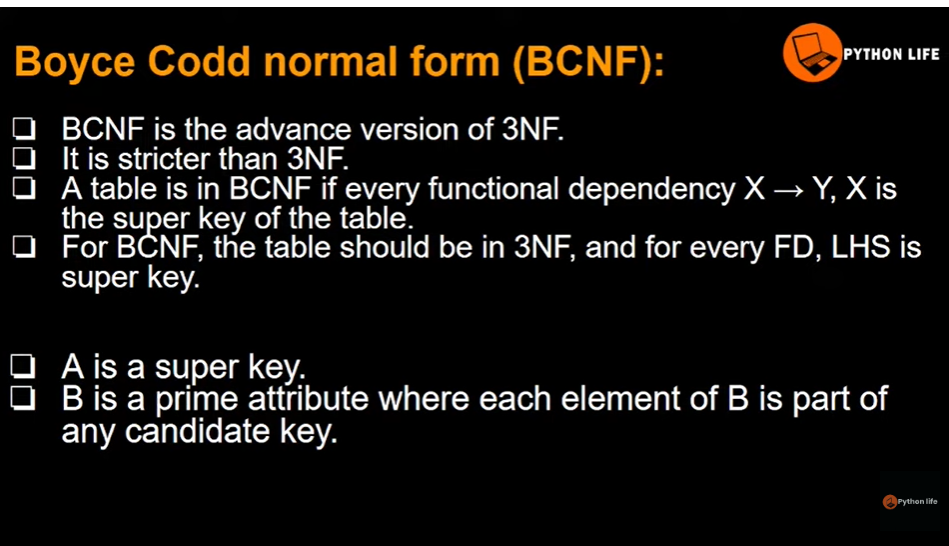 Boyce Codd normal form (BCNF):
PYTHON LIFE
❑ BCNF is the advance version of 3NF.
❑ It is stricter than 3NF.
❑ A table is in BCNF if every functional dependency X → Y, X is
the super key of the table.
❑ For BCNF, the table should be in 3NF, and for every FD, LHS is
super key.
❑ A is a super key.
❑ B is a prime attribute where each element of B is part of
any candidate key.
Python life